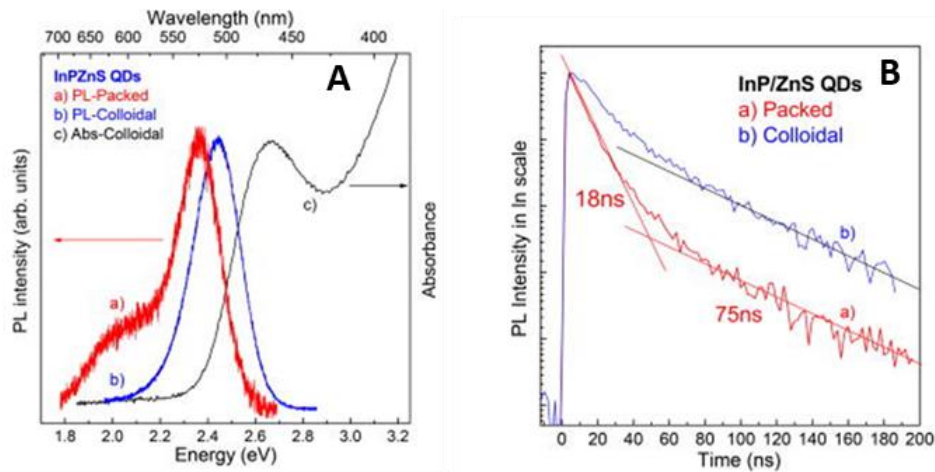 Wavelength (nm)
700 650 600 550 500 450 400
A
InPZnS QDs
a) PL-Packed
b) PL-Colloidal
c) Abs-Colloidal
c)
a)
b)
PL intensity (arb. units)
Absorbance
1.8 2.0 2.2 2.4 2.6 2.8 3.0 3.2
Energy (eV)
B
InP/ZnS QDs
a) Packed
b) Colloidal
18ns
b)
75ns
a)
PL Intensity in ln scale
0 20 40 60 80 100 120 140 160 180 200
Time (ns)